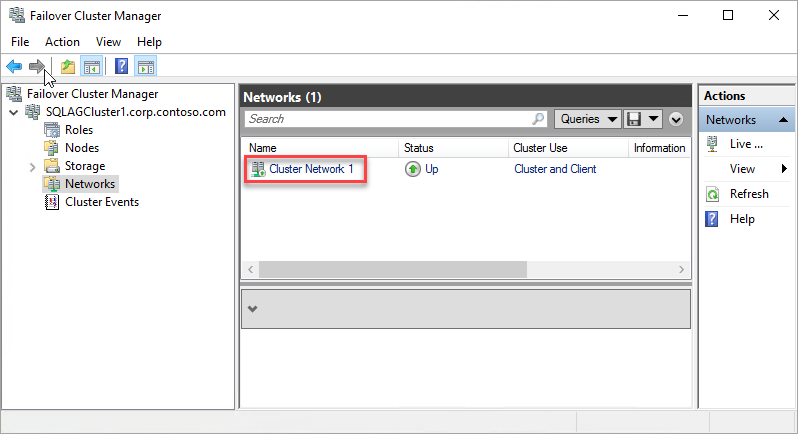 Failover Cluster Manager
File Action View Help
Failover Cluster Manager
SQLAGCluster1.corp.contoso.com
Roles
Nodes
Storage
Networks
Cluster Events
Networks (1)
Search Queries
Name Status Cluster Use Information
Cluster Network 1 Up Cluster and Client
Actions
Networks
Live ...
View
Refresh
Help